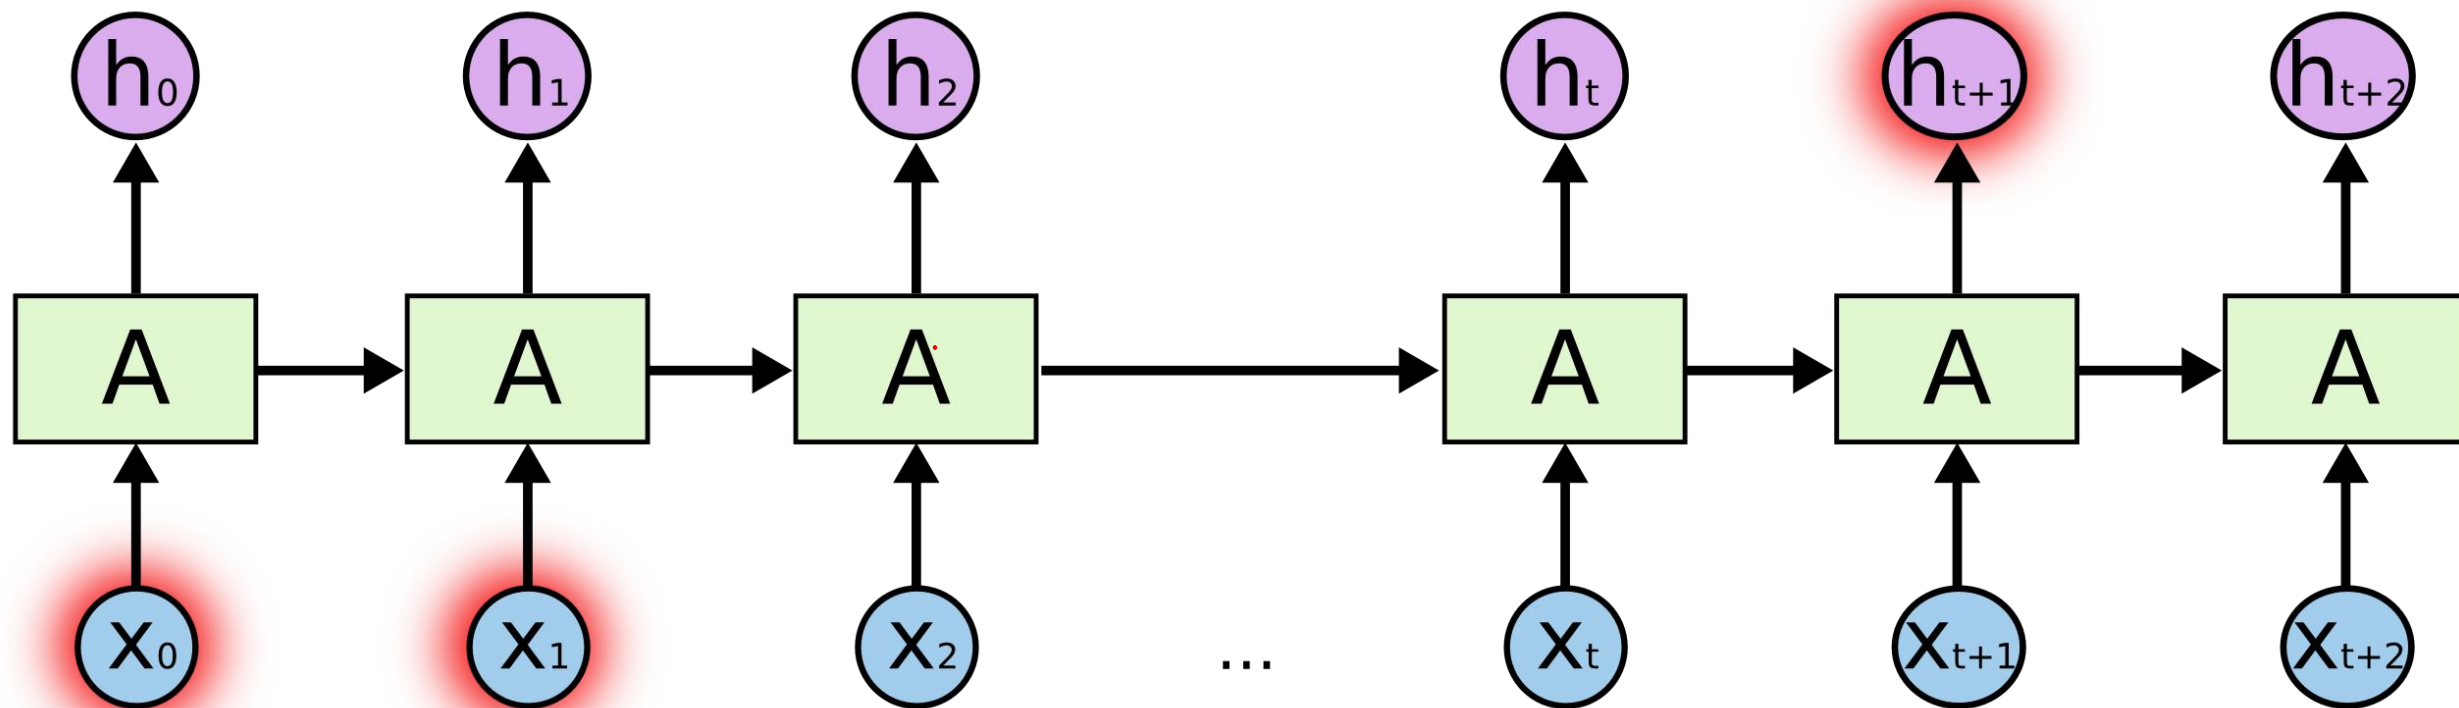 h0 h1 h2 ht ht+1 ht+2
A A A A A A
x0 x1 x2 ... xt xt+1 xt+2